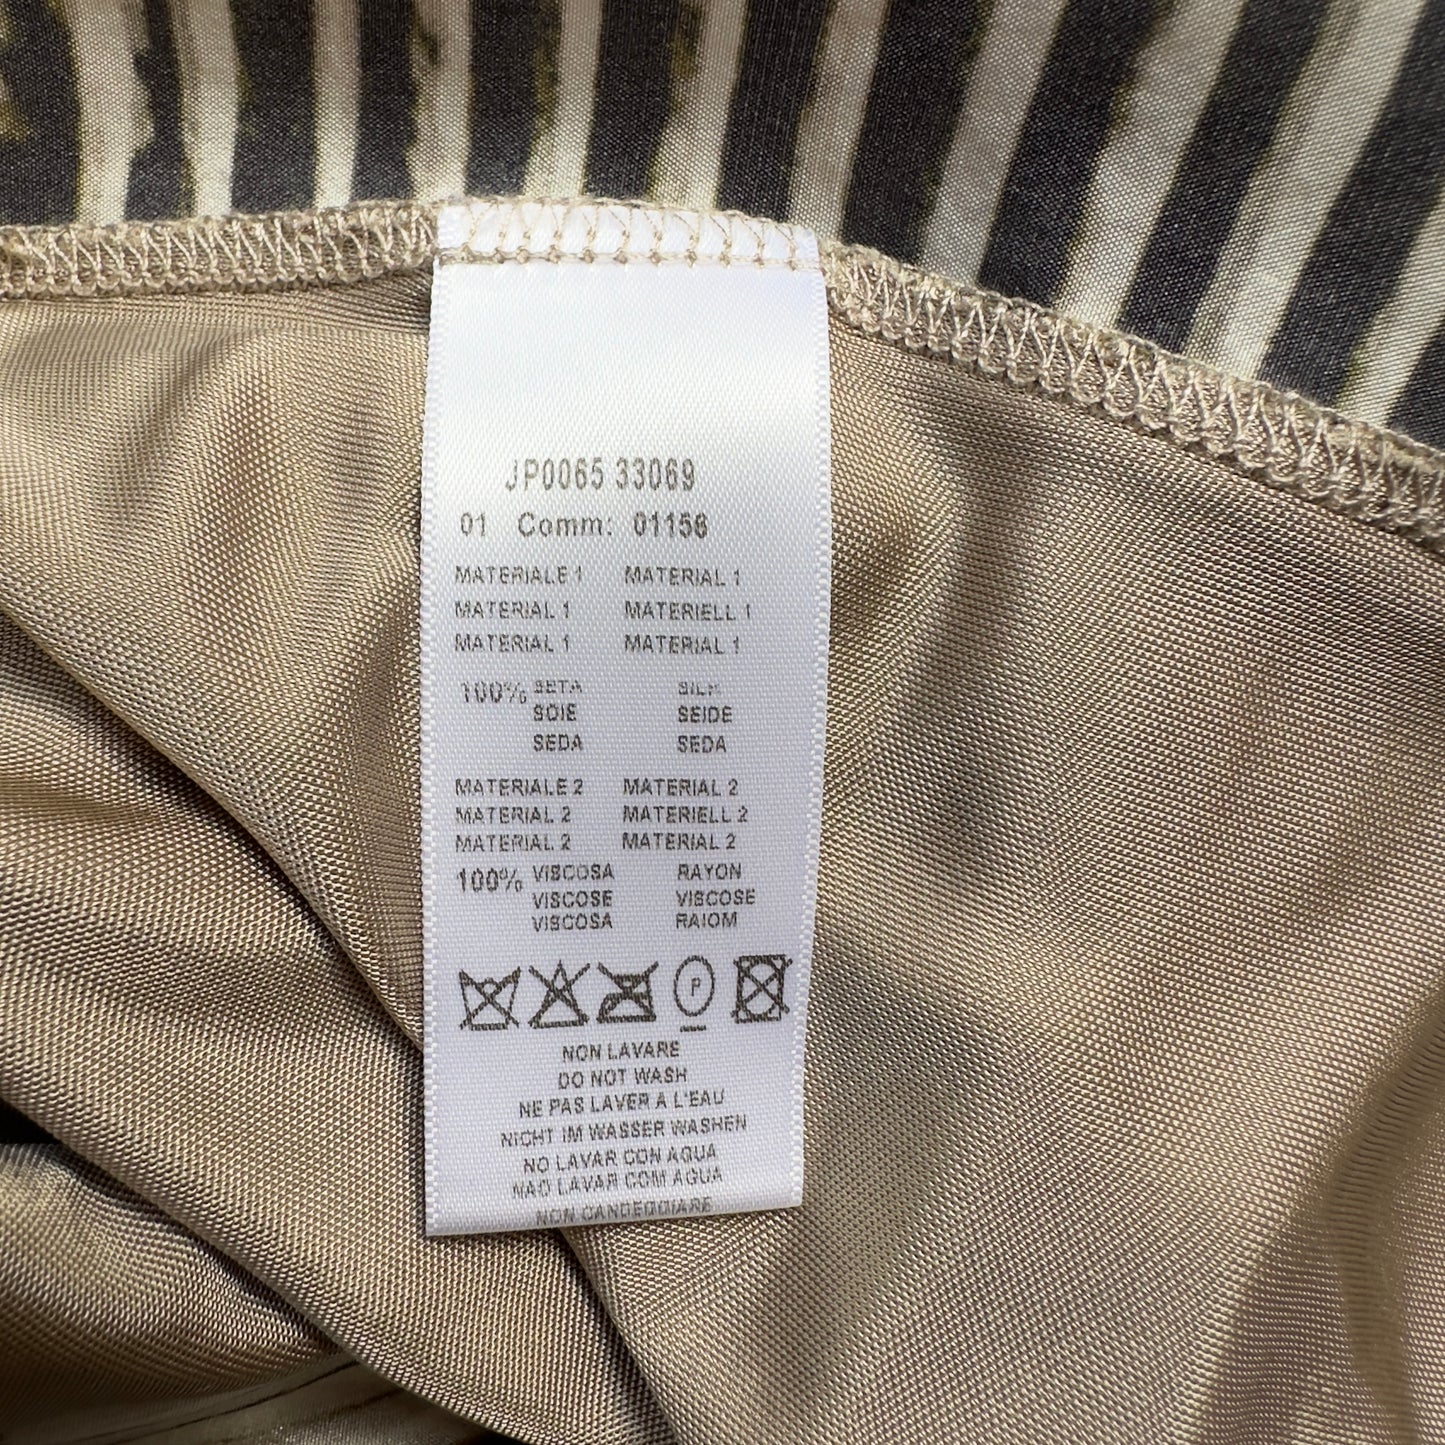 JP0065 33069
01 Comm: 01156
MATERIALE 1 MATERIAL 1
MATERIAL 1 MATERIELL 1
MATERIAL 1 MATERIAL 1
100% SETA SILK
SOIE SEIDE
SEDA SEDA
MATERIALE 2 MATERIAL 2
MATERIAL 2 MATERIELL 2
MATERIAL 2 MATERIAL 2
100% VISCOSA RAYON
VISCOSE VISCOSE
VISCOSA RAIOM
P
NON LAVARE
DO NOT WASH
NE PAS LAVER A L'EAU
NICHT IM WASSER WASHEN
NO LAVAR CON AQUA
NAO LAVAR COM AGUA
NON CANDEGGIARE